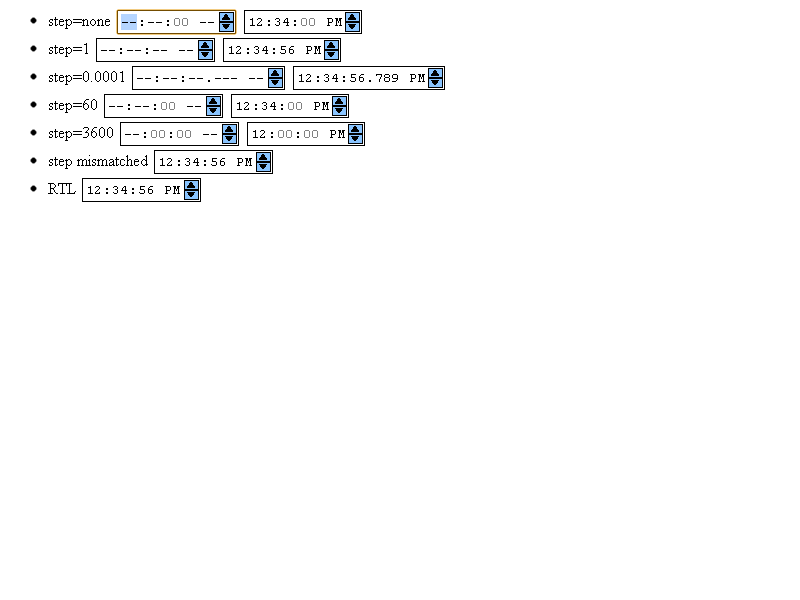 step=none --:--:00 -- 12:34:00 PM
step=1 --:--:-- -- 12:34:56 PM
step=0.0001 --:--:--.--- -- 12:34:56.789 PM
step=60 --:--:00 -- 12:34:00 PM
step=3600 --:00:00 -- 12:00:00 PM
step mismatched 12:34:56 PM
RTL 12:34:56 PM